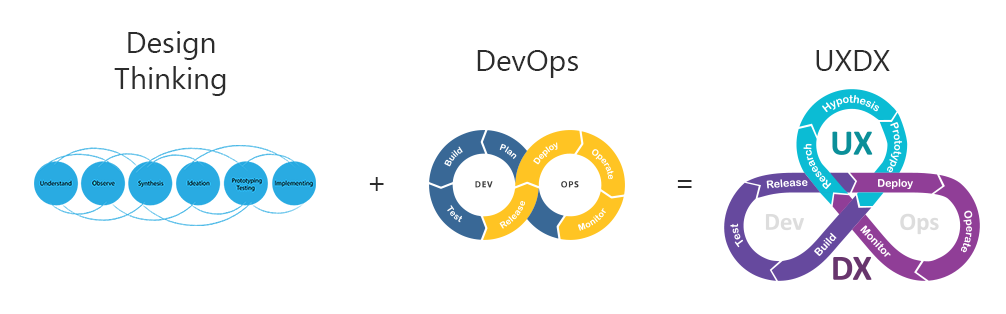 Design
Thinking
DevOps
UXDX
Understand
Observe
Synthesis
Ideation
Prototyping
Testing
Implementing
+
Build
Plan
Deploy
Operate
DEV
OPS
Test
Release
Monitor
=
Hypothesis
Prototype
Research
UX
Release
Deploy
Test
Dev
Ops
Operate
Build
Monitor
DX